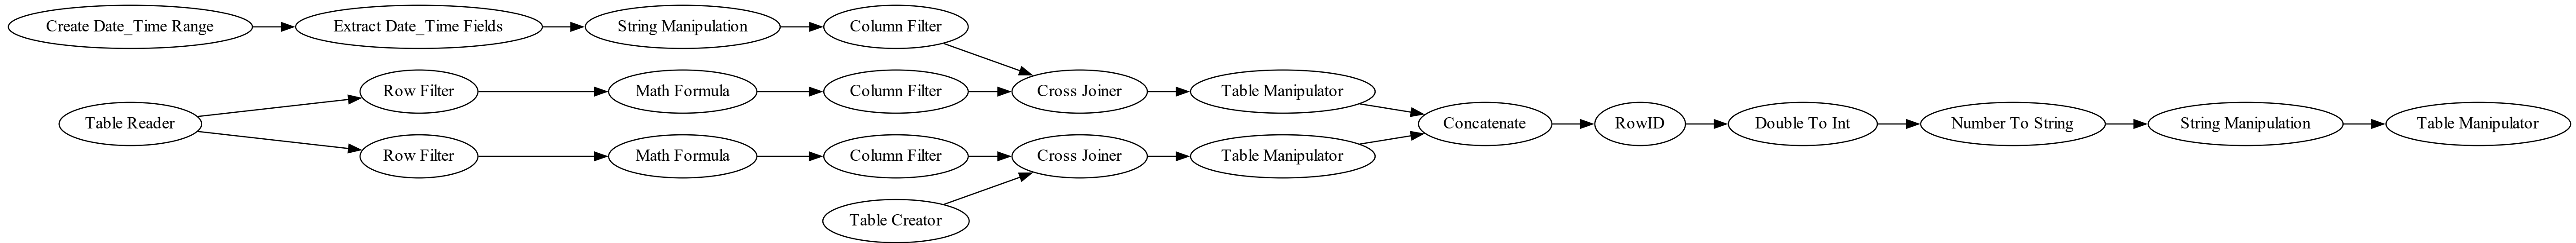 Create Date_Time Range
Extract Date_Time Fields
String Manipulation
Column Filter
Row Filter
Math Formula
Column Filter
Cross Joiner
Table Manipulator
Table Reader
Concatenate
RowID
Double To Int
Number To String
String Manipulation
Table Manipulator
Row Filter
Math Formula
Column Filter
Cross Joiner
Table Manipulator
Table Creator